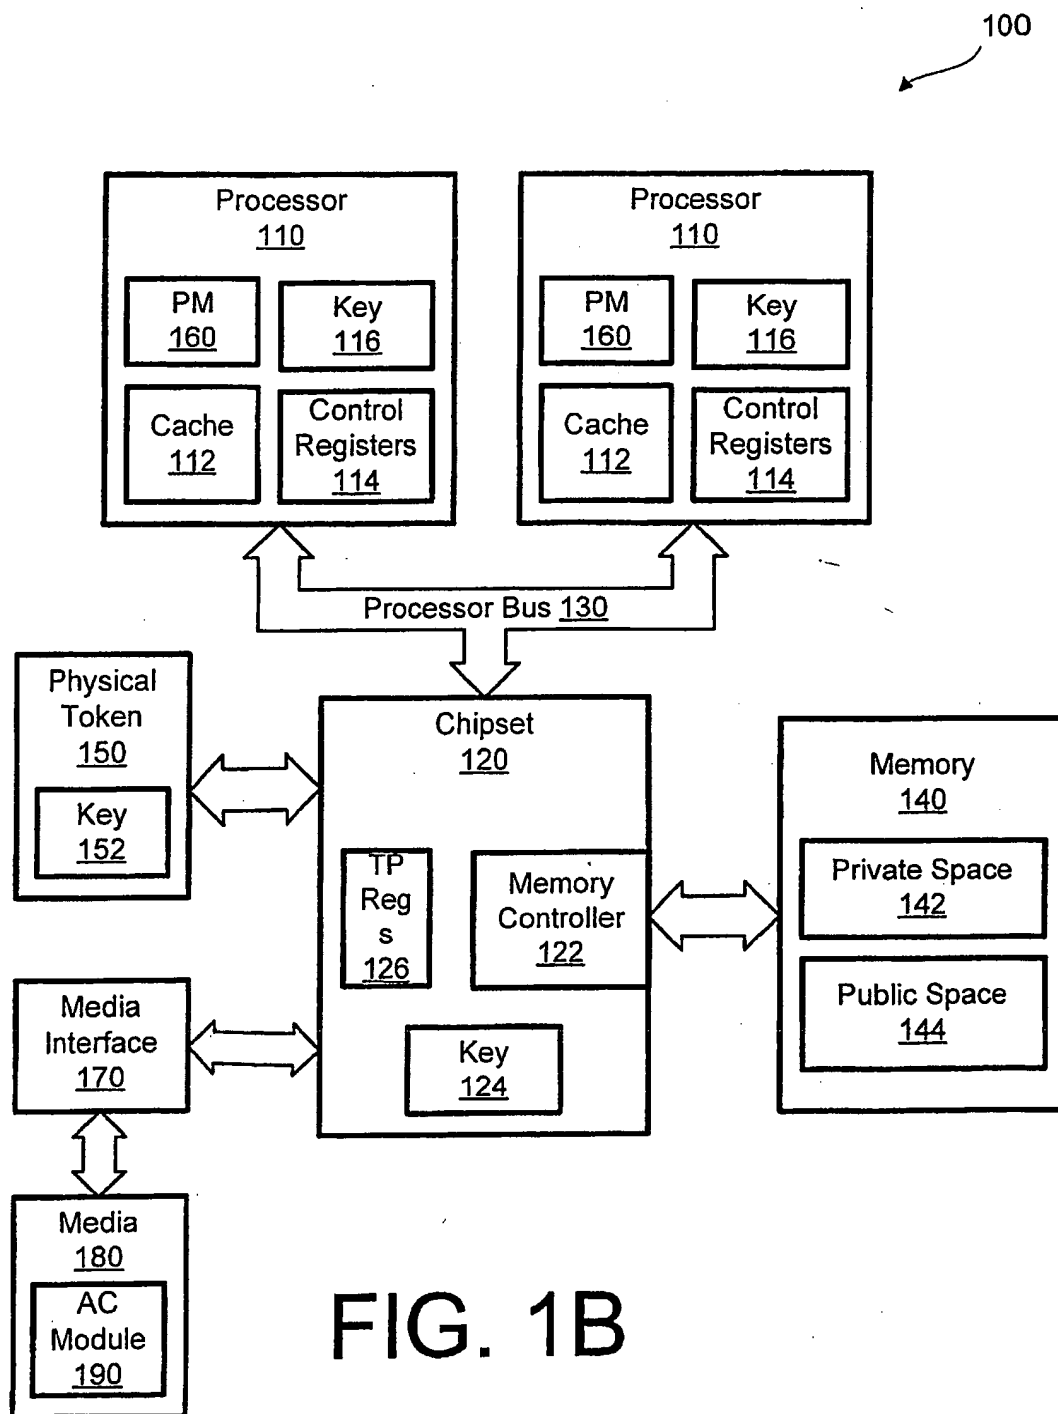 100
Processor
110
PM
160
Key
116
Cache
112
Control
Registers
114
Processor
110
PM
160
Key
116
Cache
112
Control
Registers
114
Processor Bus 130
Physical
Token
150
Key
152
Chipset
120
TP
Reg
s
126
Memory
Controller
122
Key
124
Memory
140
Private Space
142
Public Space
144
Media
Interface
170
Media
180
AC
Module
190
FIG. 1B